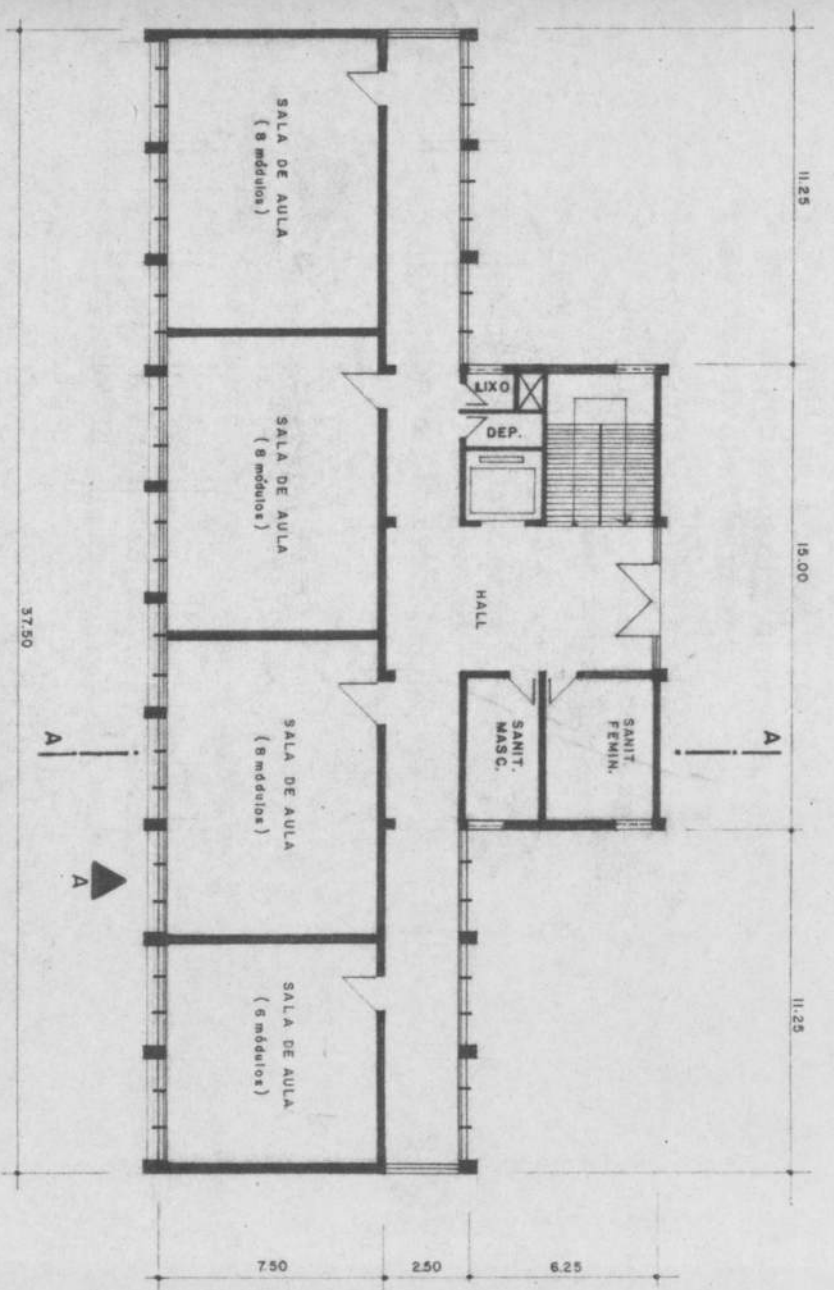 11.25
15.00
11.25
SALA DE AULA
(8 módulos)
SALA DE AULA
(8 módulos)
SALA DE AULA
(8 módulos)
SALA DE AULA
(6 módulos)
LIXO
DEP.
HALL
SANIT.
MASC.
SANIT.
FEMIN.
A
A
A
37.50
7.50
2.50
6.25